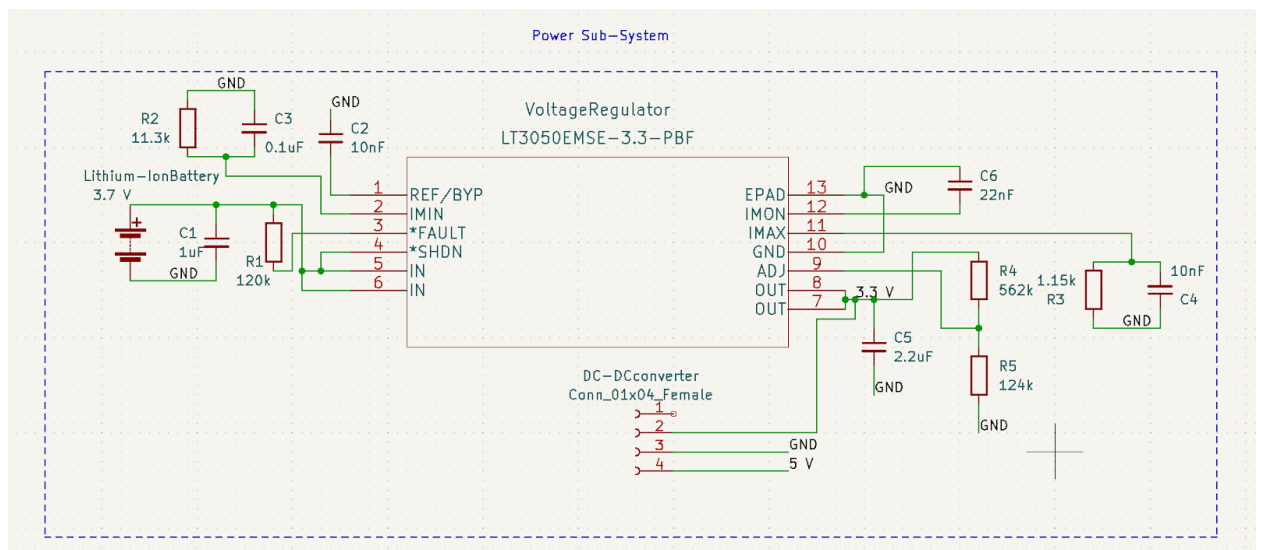 Power Sub-System
GND
R2
11.3k
C3
0.1uF
GND
C2
10nF
VoltageRegulator
LT3050EMSE-3.3-PBF
Lithium-IonBattery
3.7 V
+
C1
1uF
GND
R1
120k
1 REF/BYP
2 IMIN
3 *FAULT
4 *SHDN
5 IN
6 IN
EPAD 13
IMON 12
IMAX 11
GND 10
ADJ 9
OUT 8
OUT 7
GND
C6
22nF
3.3 V
R4
562k
1.15k
R3
10nF
C4
GND
C5
2.2uF
GND
R5
124k
GND
DC-DCconverter
Conn_01x04_Female
1
2
3 GND
4 5 V